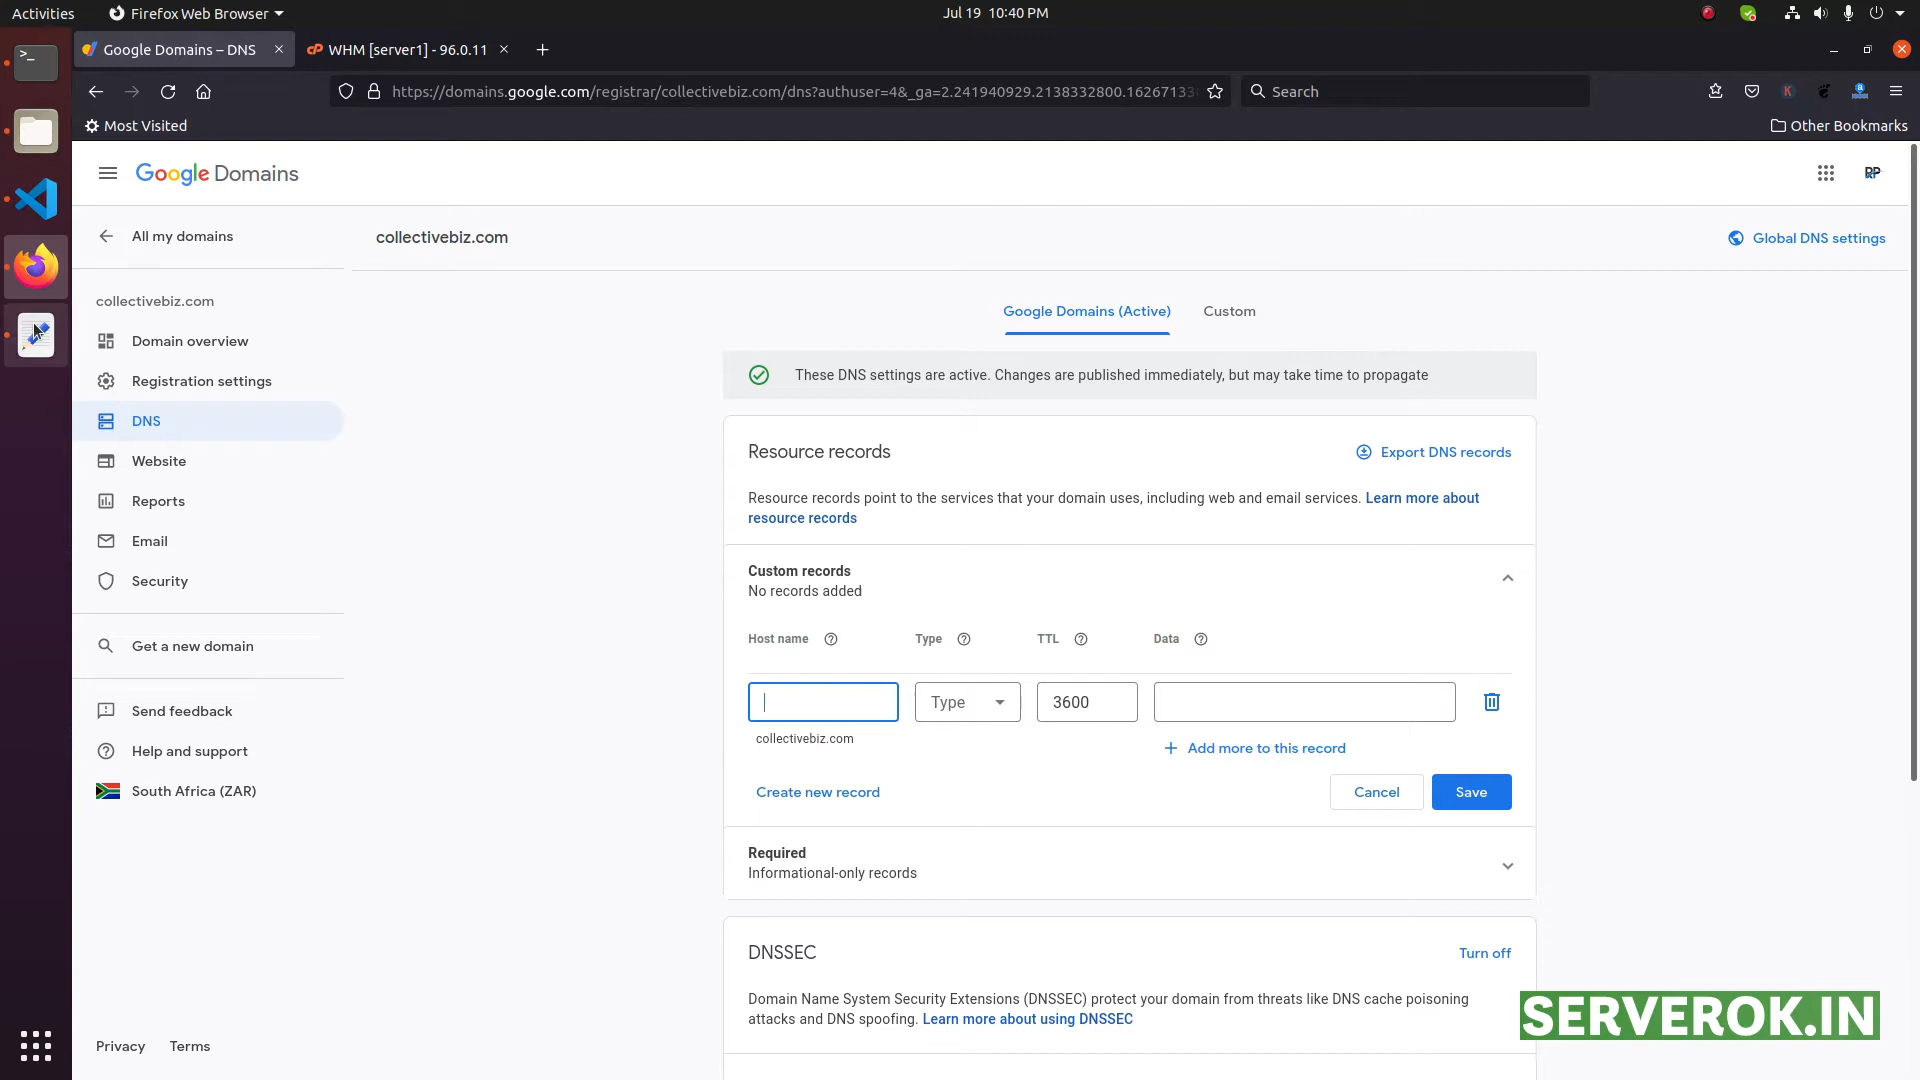 Activities
Firefox Web Browser
Jul 19 10:40 PM
Google Domains – DNS
WHM [server1] - 96.0.11
https://domains.google.com/registrar/collectivebiz.com/dns?authuser=4&_ga=2.241940929.2138332800.162671333
Search
Most Visited
Other Bookmarks
Google Domains
RP
All my domains
collectivebiz.com
Global DNS settings
collectivebiz.com
Domain overview
Registration settings
DNS
Website
Reports
Email
Security
Get a new domain
Send feedback
Help and support
South Africa (ZAR)
Privacy
Terms
Google Domains (Active)
Custom
These DNS settings are active. Changes are published immediately, but may take time to propagate
Resource records
Export DNS records
Resource records point to the services that your domain uses, including web and email services. Learn more about
resource records
Custom records
No records added
Host name
Type
TTL
Data
Type
3600
collectivebiz.com
Add more to this record
Create new record
Cancel
Save
Required
Informational-only records
DNSSEC
Turn off
Domain Name System Security Extensions (DNSSEC) protect your domain from threats like DNS cache poisoning
attacks and DNS spoofing. Learn more about using DNSSEC
SERVEROK.IN